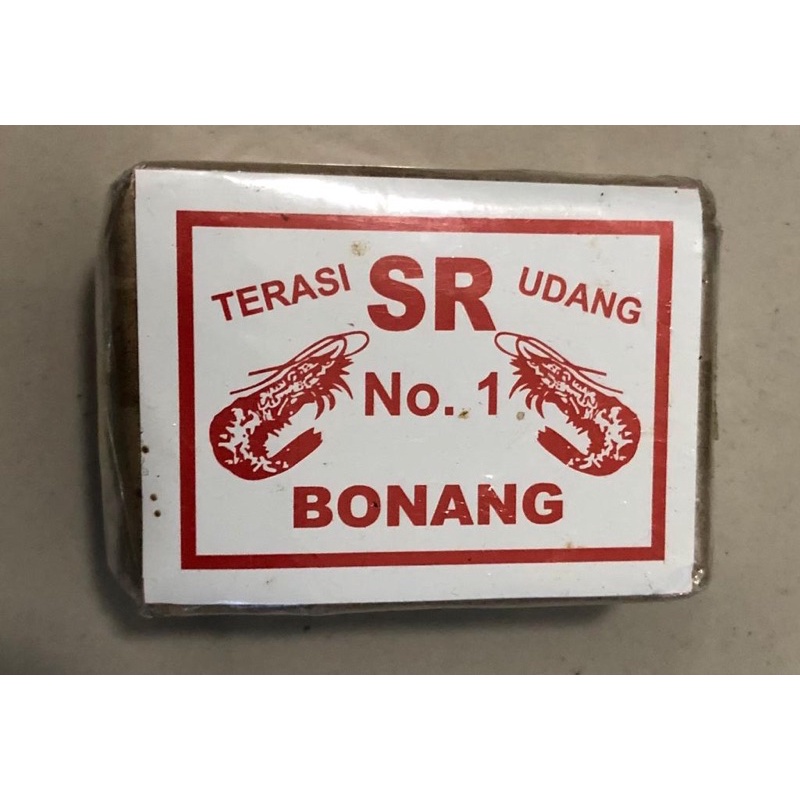 TERASI SR UDANG
No. 1
BONANG